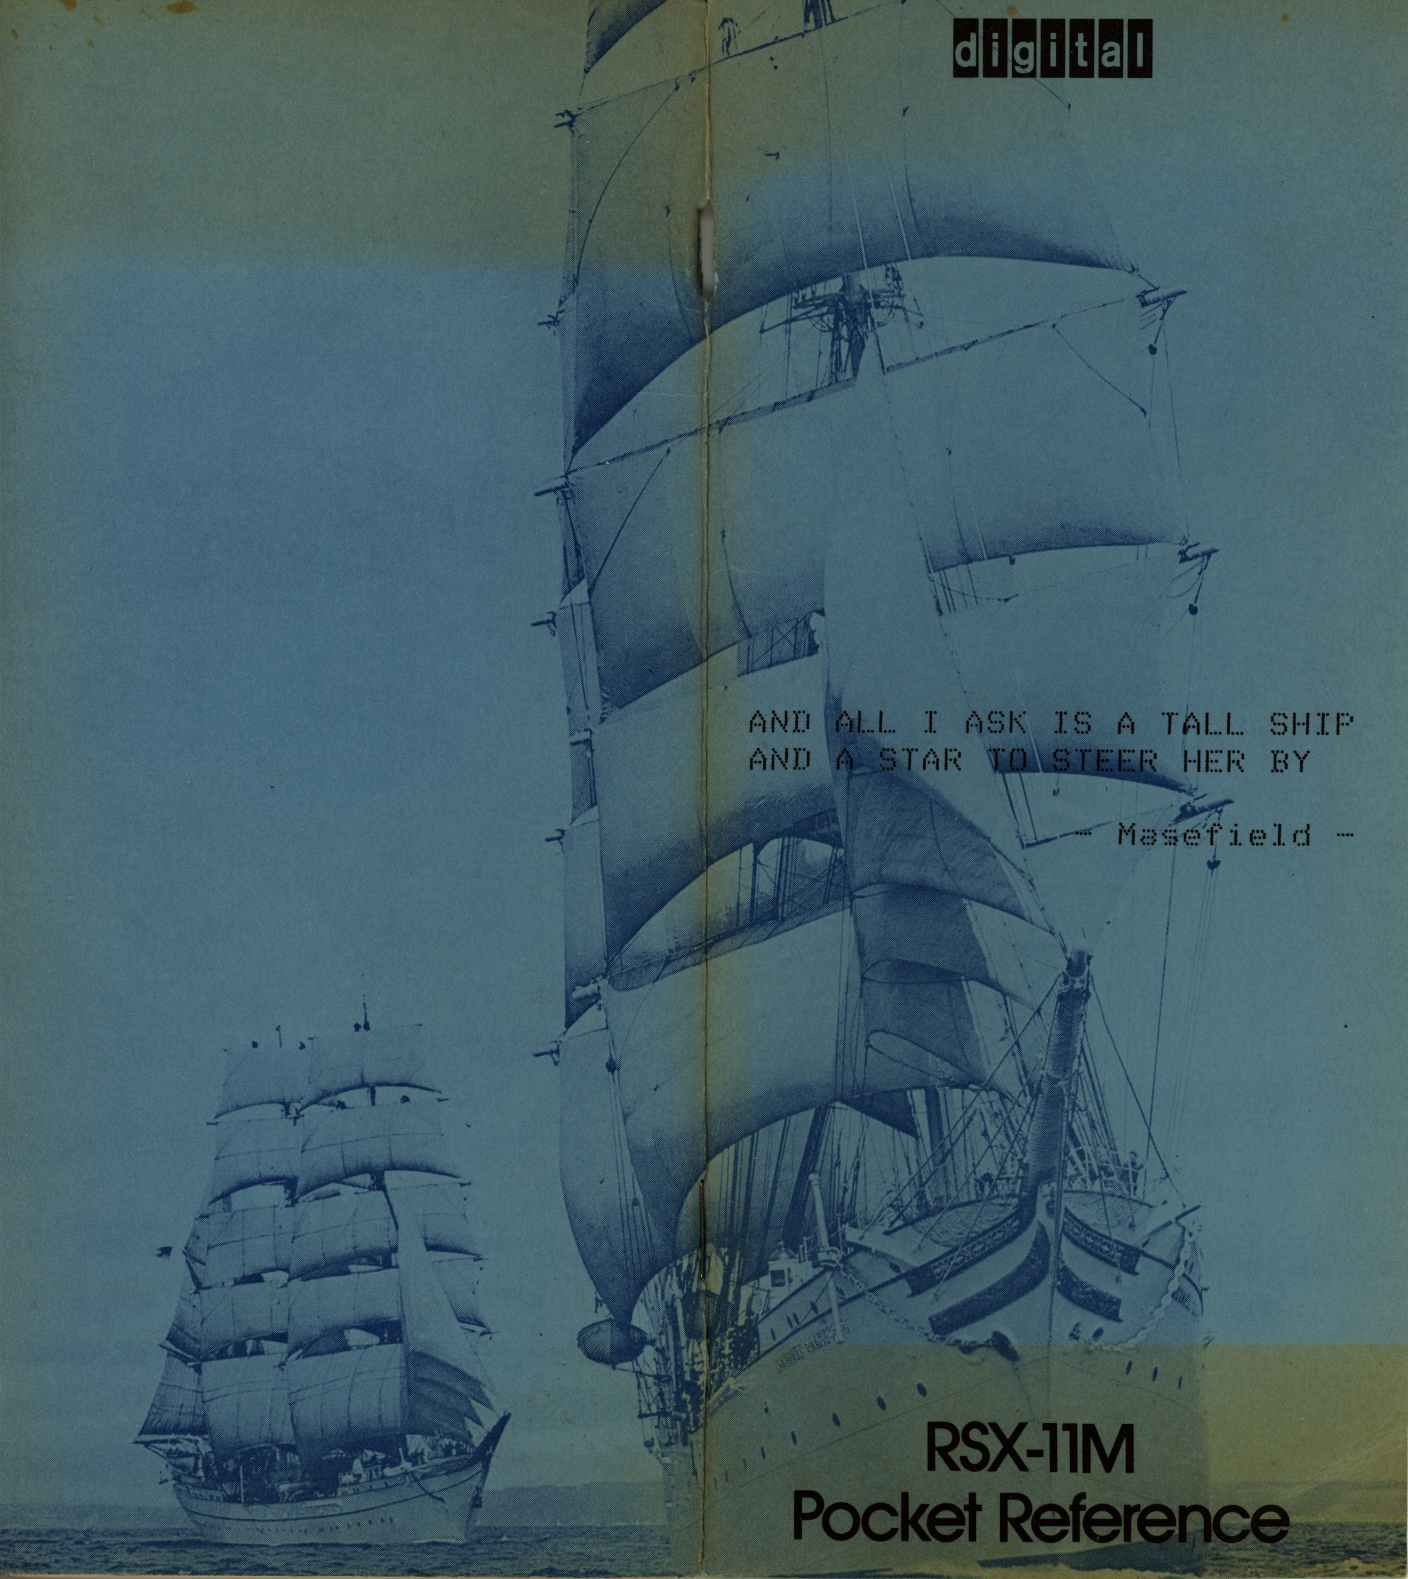 digital
AND ALL I ASK IS A TALL SHIP
AND A STAR TO STEER HER BY
- Masefield -
RSX-11M
Pocket Reference